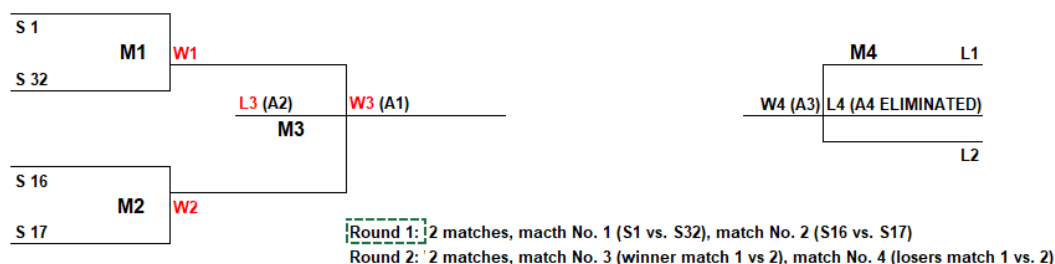 S 1
M1
W1
S 32
L3 (A2)
W3 (A1)
M3
S 16
M2
W2
S 17
M4
L1
W4 (A3)
L4 (A4 ELIMINATED)
L2
Round 1: 2 matches, macth No. 1 (S1 vs. S32), match No. 2 (S16 vs. S17)
Round 2: 2 matches, match No. 3 (winner match 1 vs 2), match No. 4 (losers match 1 vs. 2)